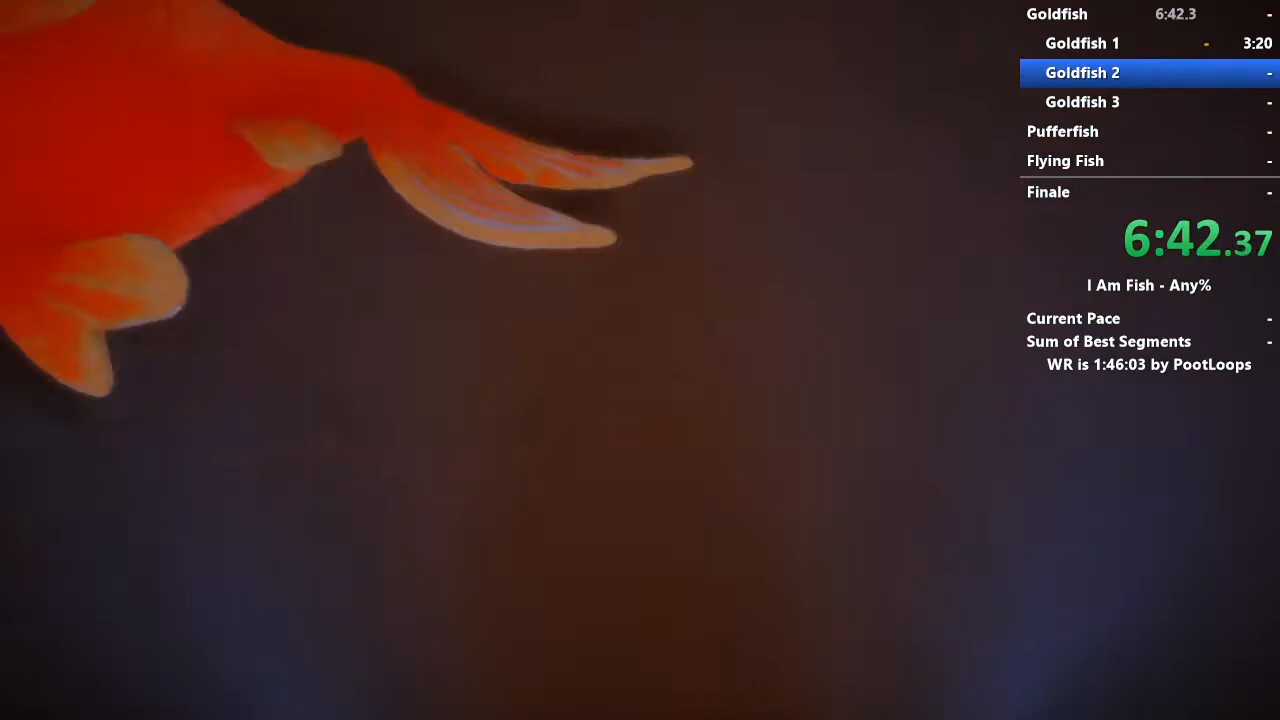 Goldfish 6:42.3 -
Goldfish 1 - 3:20
Goldfish 2 -
Goldfish 3 -
Pufferfish -
Flying Fish -
Finale -
6:42.37
I Am Fish - Any%
Current Pace -
Sum of Best Segments -
WR is 1:46:03 by PootLoops